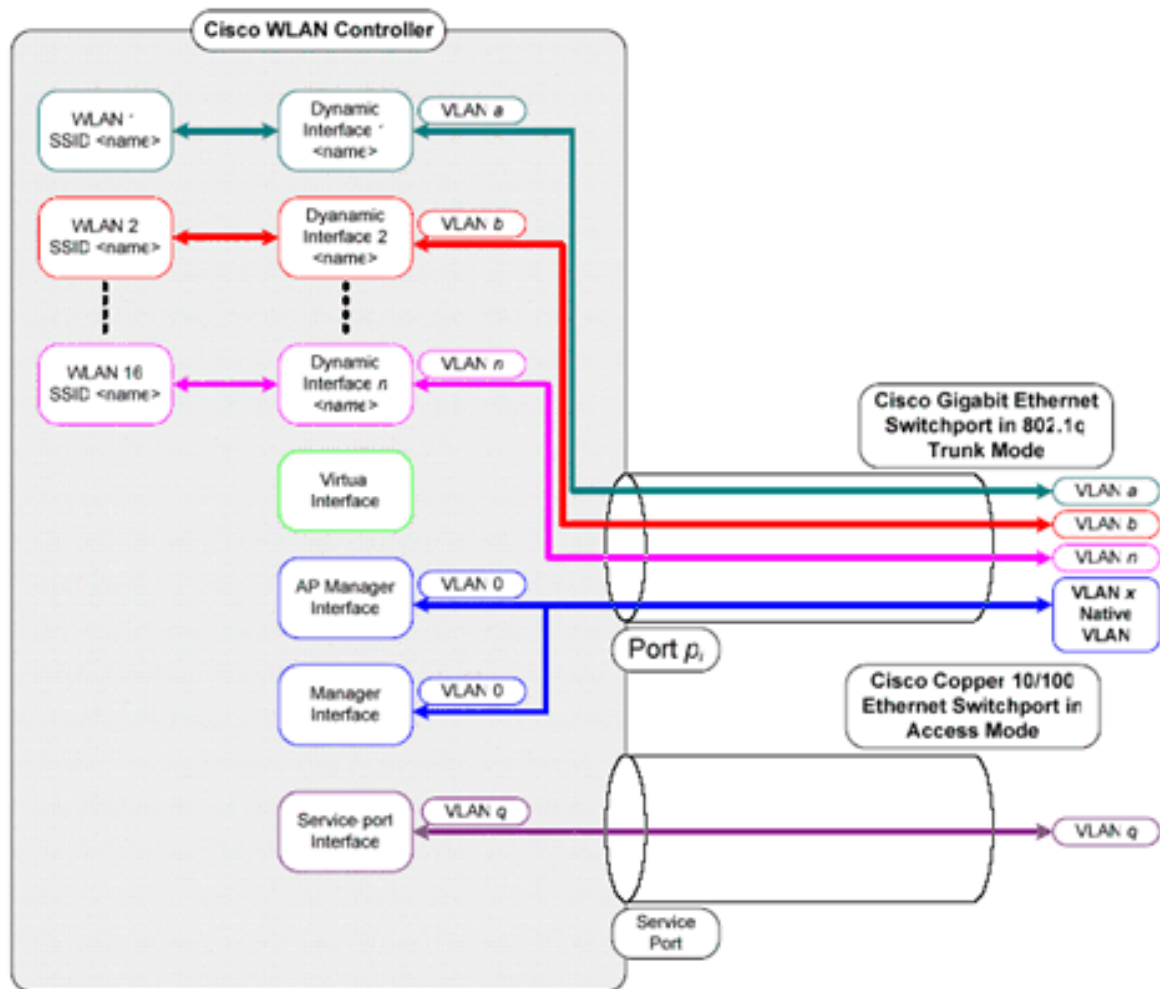 Cisco WLAN Controller
WLAN
SSID <name>
Dynamic
Interface
<name>
VLAN a
WLAN 2
SSID <name>
Dyanamic
Interface 2
<name>
VLAN b
WLAN 16
SSID <name>
Dynamic
Interface n
<name>
VLAN n
Cisco Gigabit Ethernet
Switchport in 802.1q
Trunk Mode
Virtua
Interface
VLAN a
VLAN b
VLAN n
AP Manager
Interface
VLAN 0
VLAN x
Native
VLAN
Port pᵢ
Manager
Interface
VLAN 0
Cisco Copper 10/100
Ethernet Switchport in
Access Mode
Service-port
Interface
VLAN q
VLAN q
Service
Port